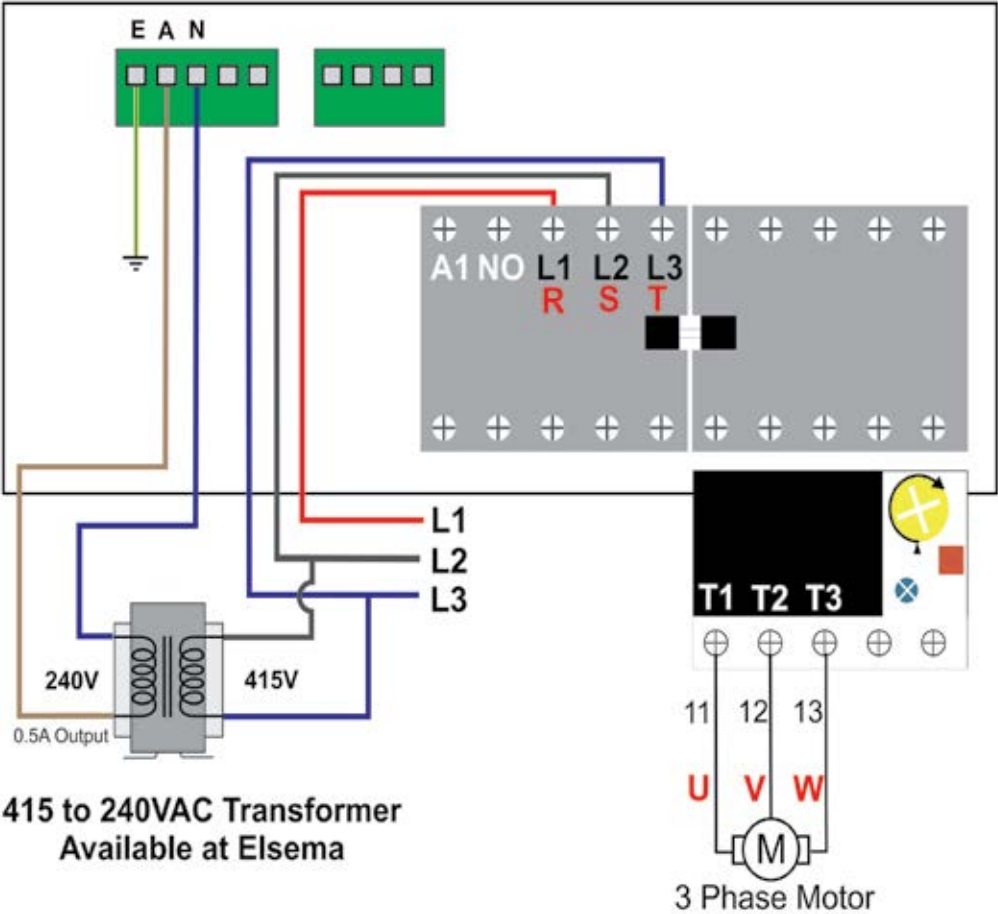 E A N
A1 NO L1 L2 L3
R S T
L1
L2
L3
T1 T2 T3
240V
415V
0.5A Output
11 12 13
U V W
M
3 Phase Motor
415 to 240VAC Transformer
Available at Elsema